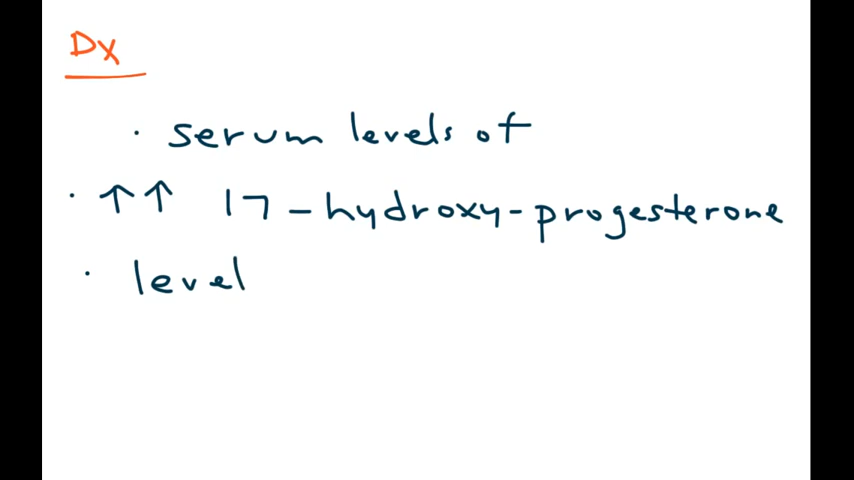 Dx
· serum levels of
· ↑↑ 17-hydroxy-progesterone
· level